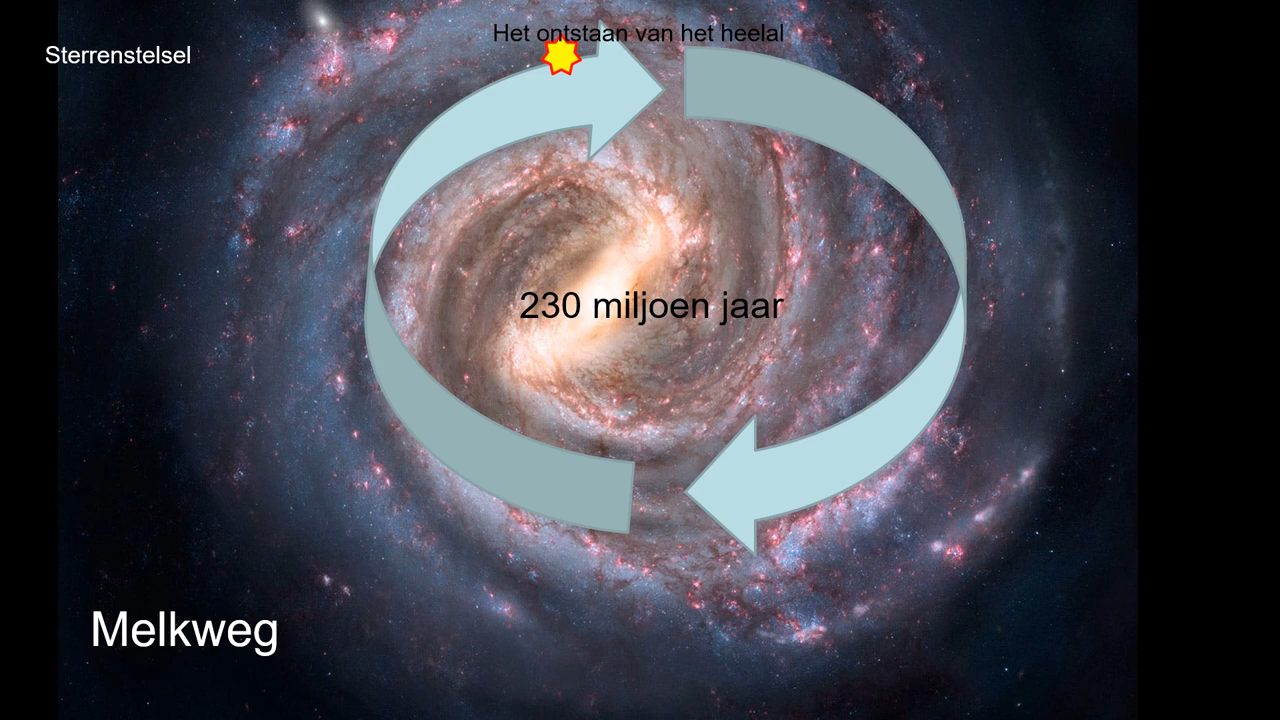 Het ontstaan van het heelal
Sterrenstelsel
230 miljoen jaar
Melkweg